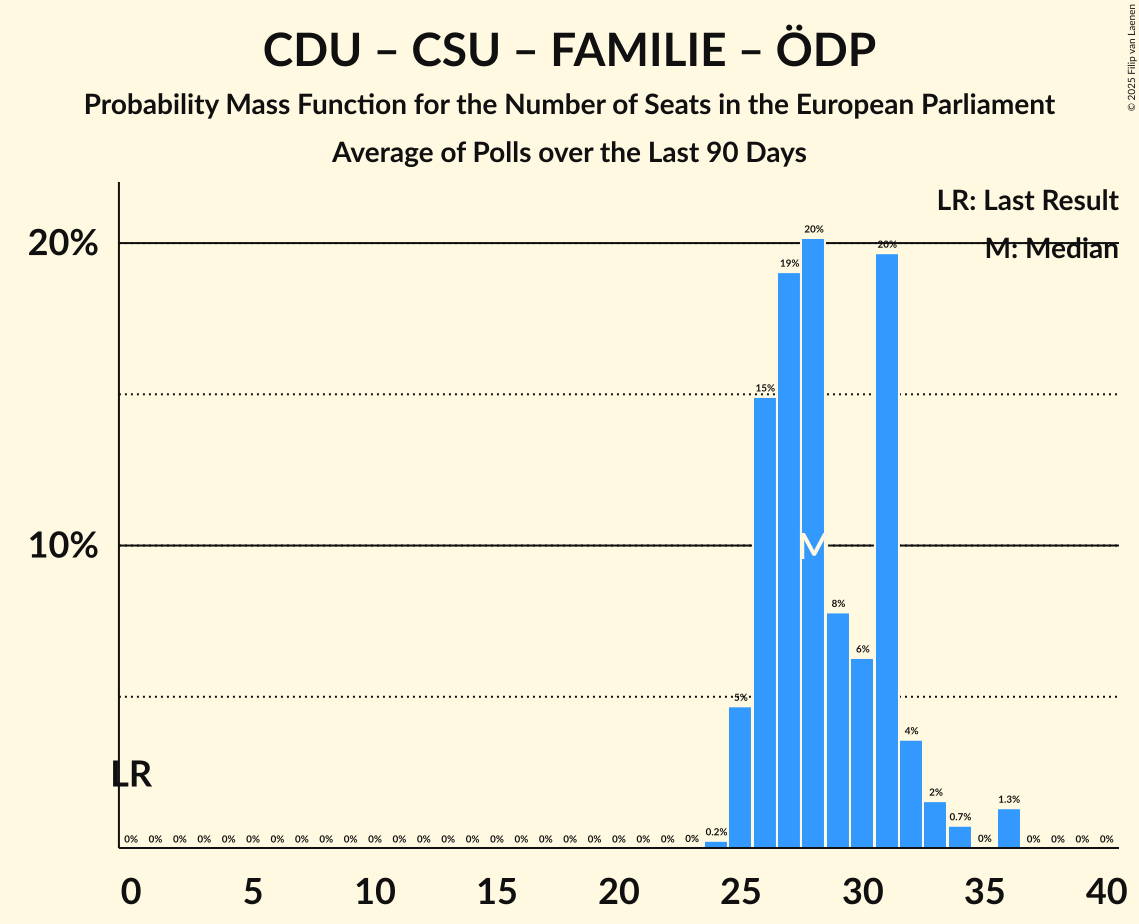 CDU – CSU – FAMILIE – ÖDP
Probability Mass Function for the Number of Seats in the European Parliament
Average of Polls over the Last 90 Days
© 2025 Filip van Laenen
LR: Last Result
M: Median
20%
10%
20%
20%
19%
15%
M
8%
6%
5%
4%
LR
2%
1.3%
0.7%
0.2%
0% 0% 0% 0% 0% 0% 0% 0% 0% 0% 0% 0% 0% 0% 0% 0% 0% 0% 0% 0% 0% 0% 0% 0% 0% 0% 0% 0% 0%
0 5 10 15 20 25 30 35 40